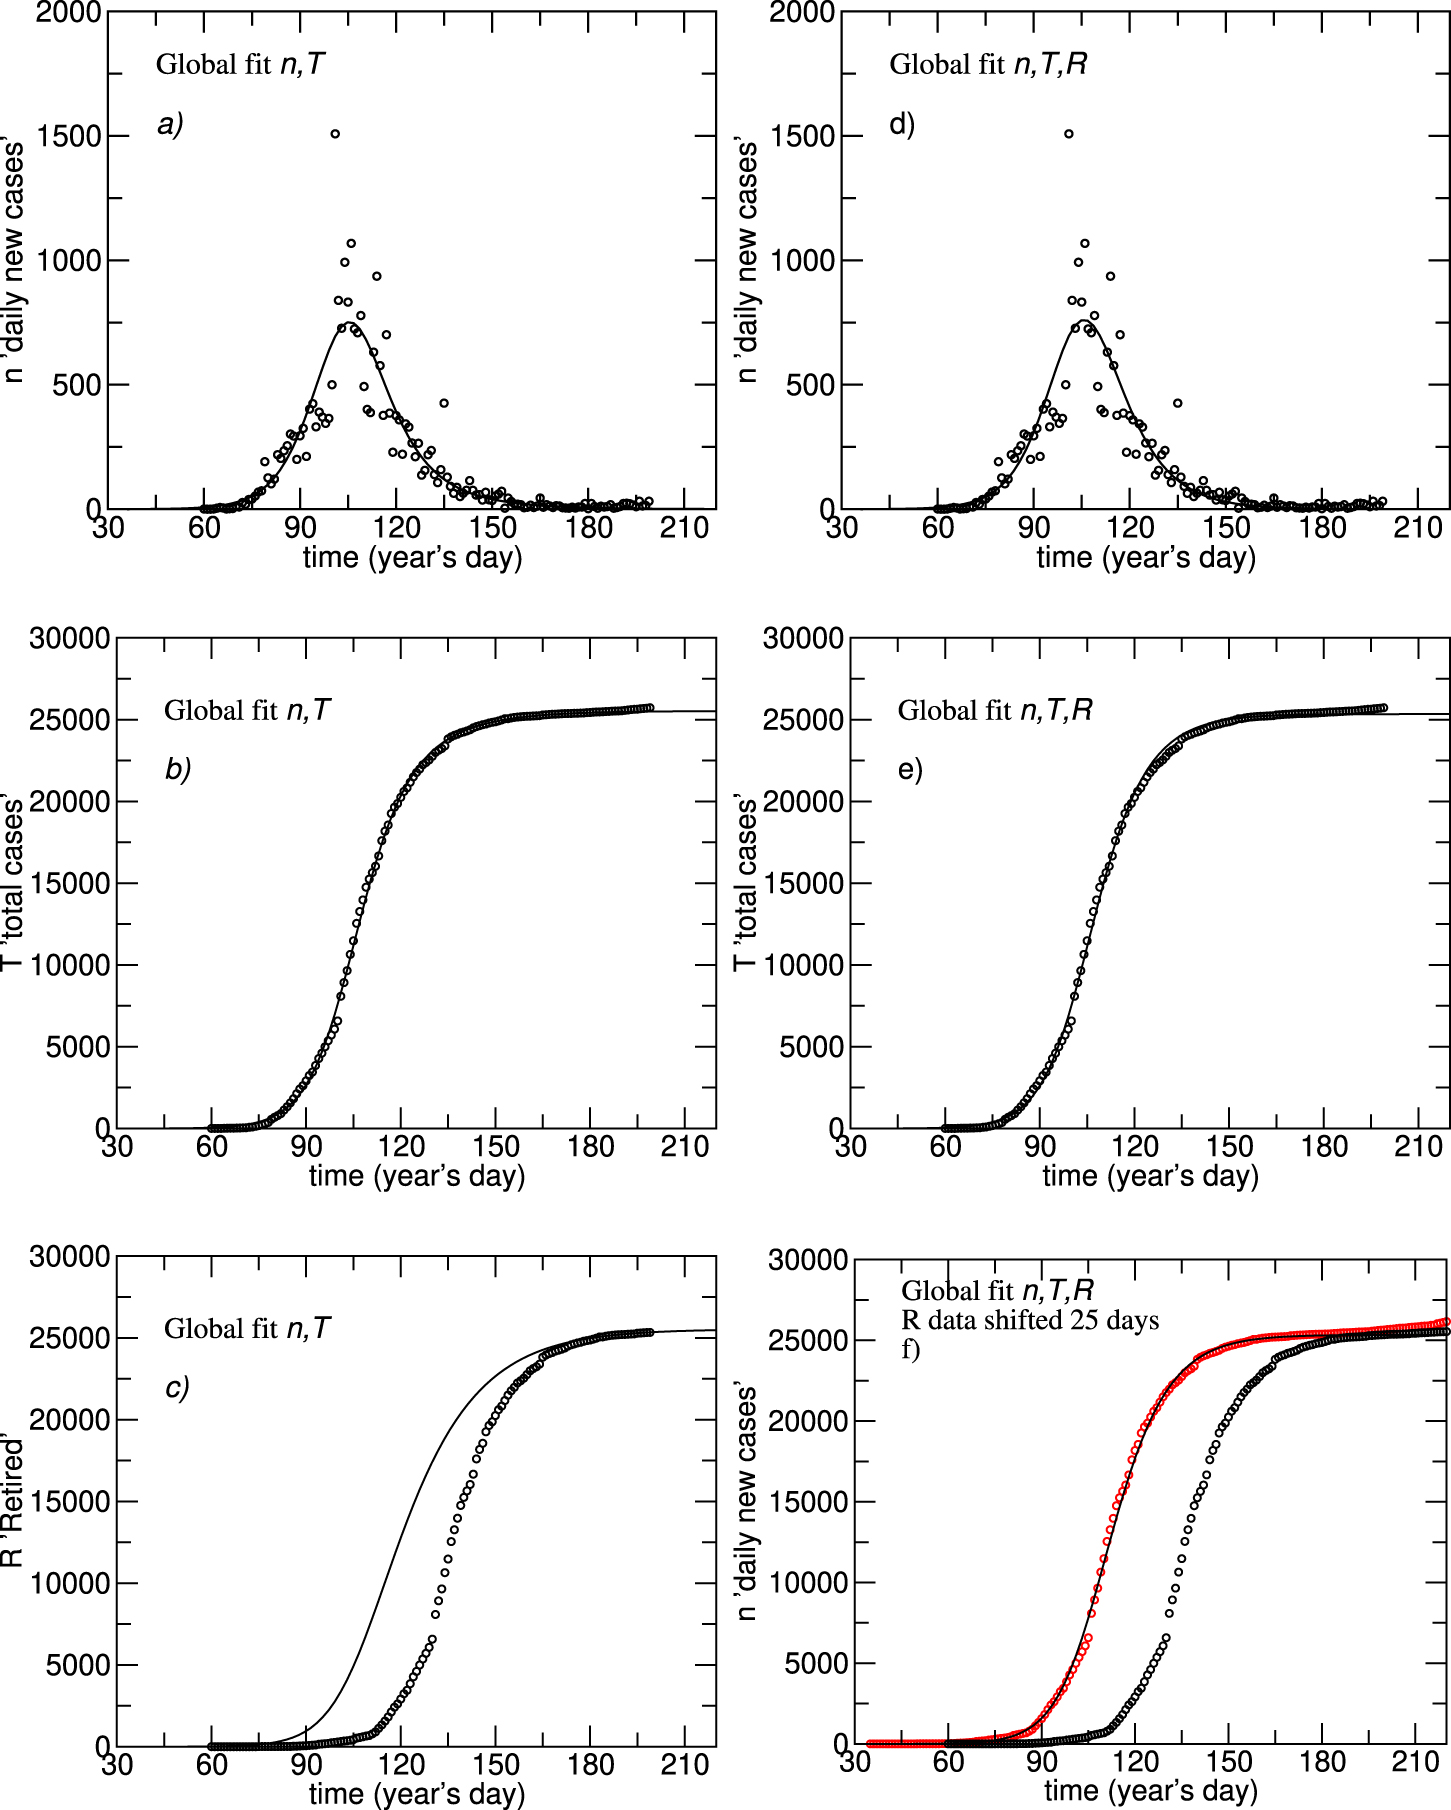 2000
1500
1000
500
0
n 'daily new cases'
Global fit n,T
a)
30 60 90 120 150 180 210
time (year's day)
2000
1500
1000
500
0
n 'daily new cases'
Global fit n,T,R
d)
30 60 90 120 150 180 210
time (year's day)
30000
25000
20000
15000
10000
5000
0
T 'total cases'
Global fit n,T
b)
30 60 90 120 150 180 210
time (year's day)
30000
25000
20000
15000
10000
5000
0
T 'total cases'
Global fit n,T,R
e)
30 60 90 120 150 180 210
time (year's day)
30000
25000
20000
15000
10000
5000
0
R 'Retired'
Global fit n,T
c)
30 60 90 120 150 180 210
time (year's day)
30000
25000
20000
15000
10000
5000
0
n 'daily new cases'
Global fit n,T,R
R data shifted 25 days
f)
30 60 90 120 150 180 210
time (year's day)